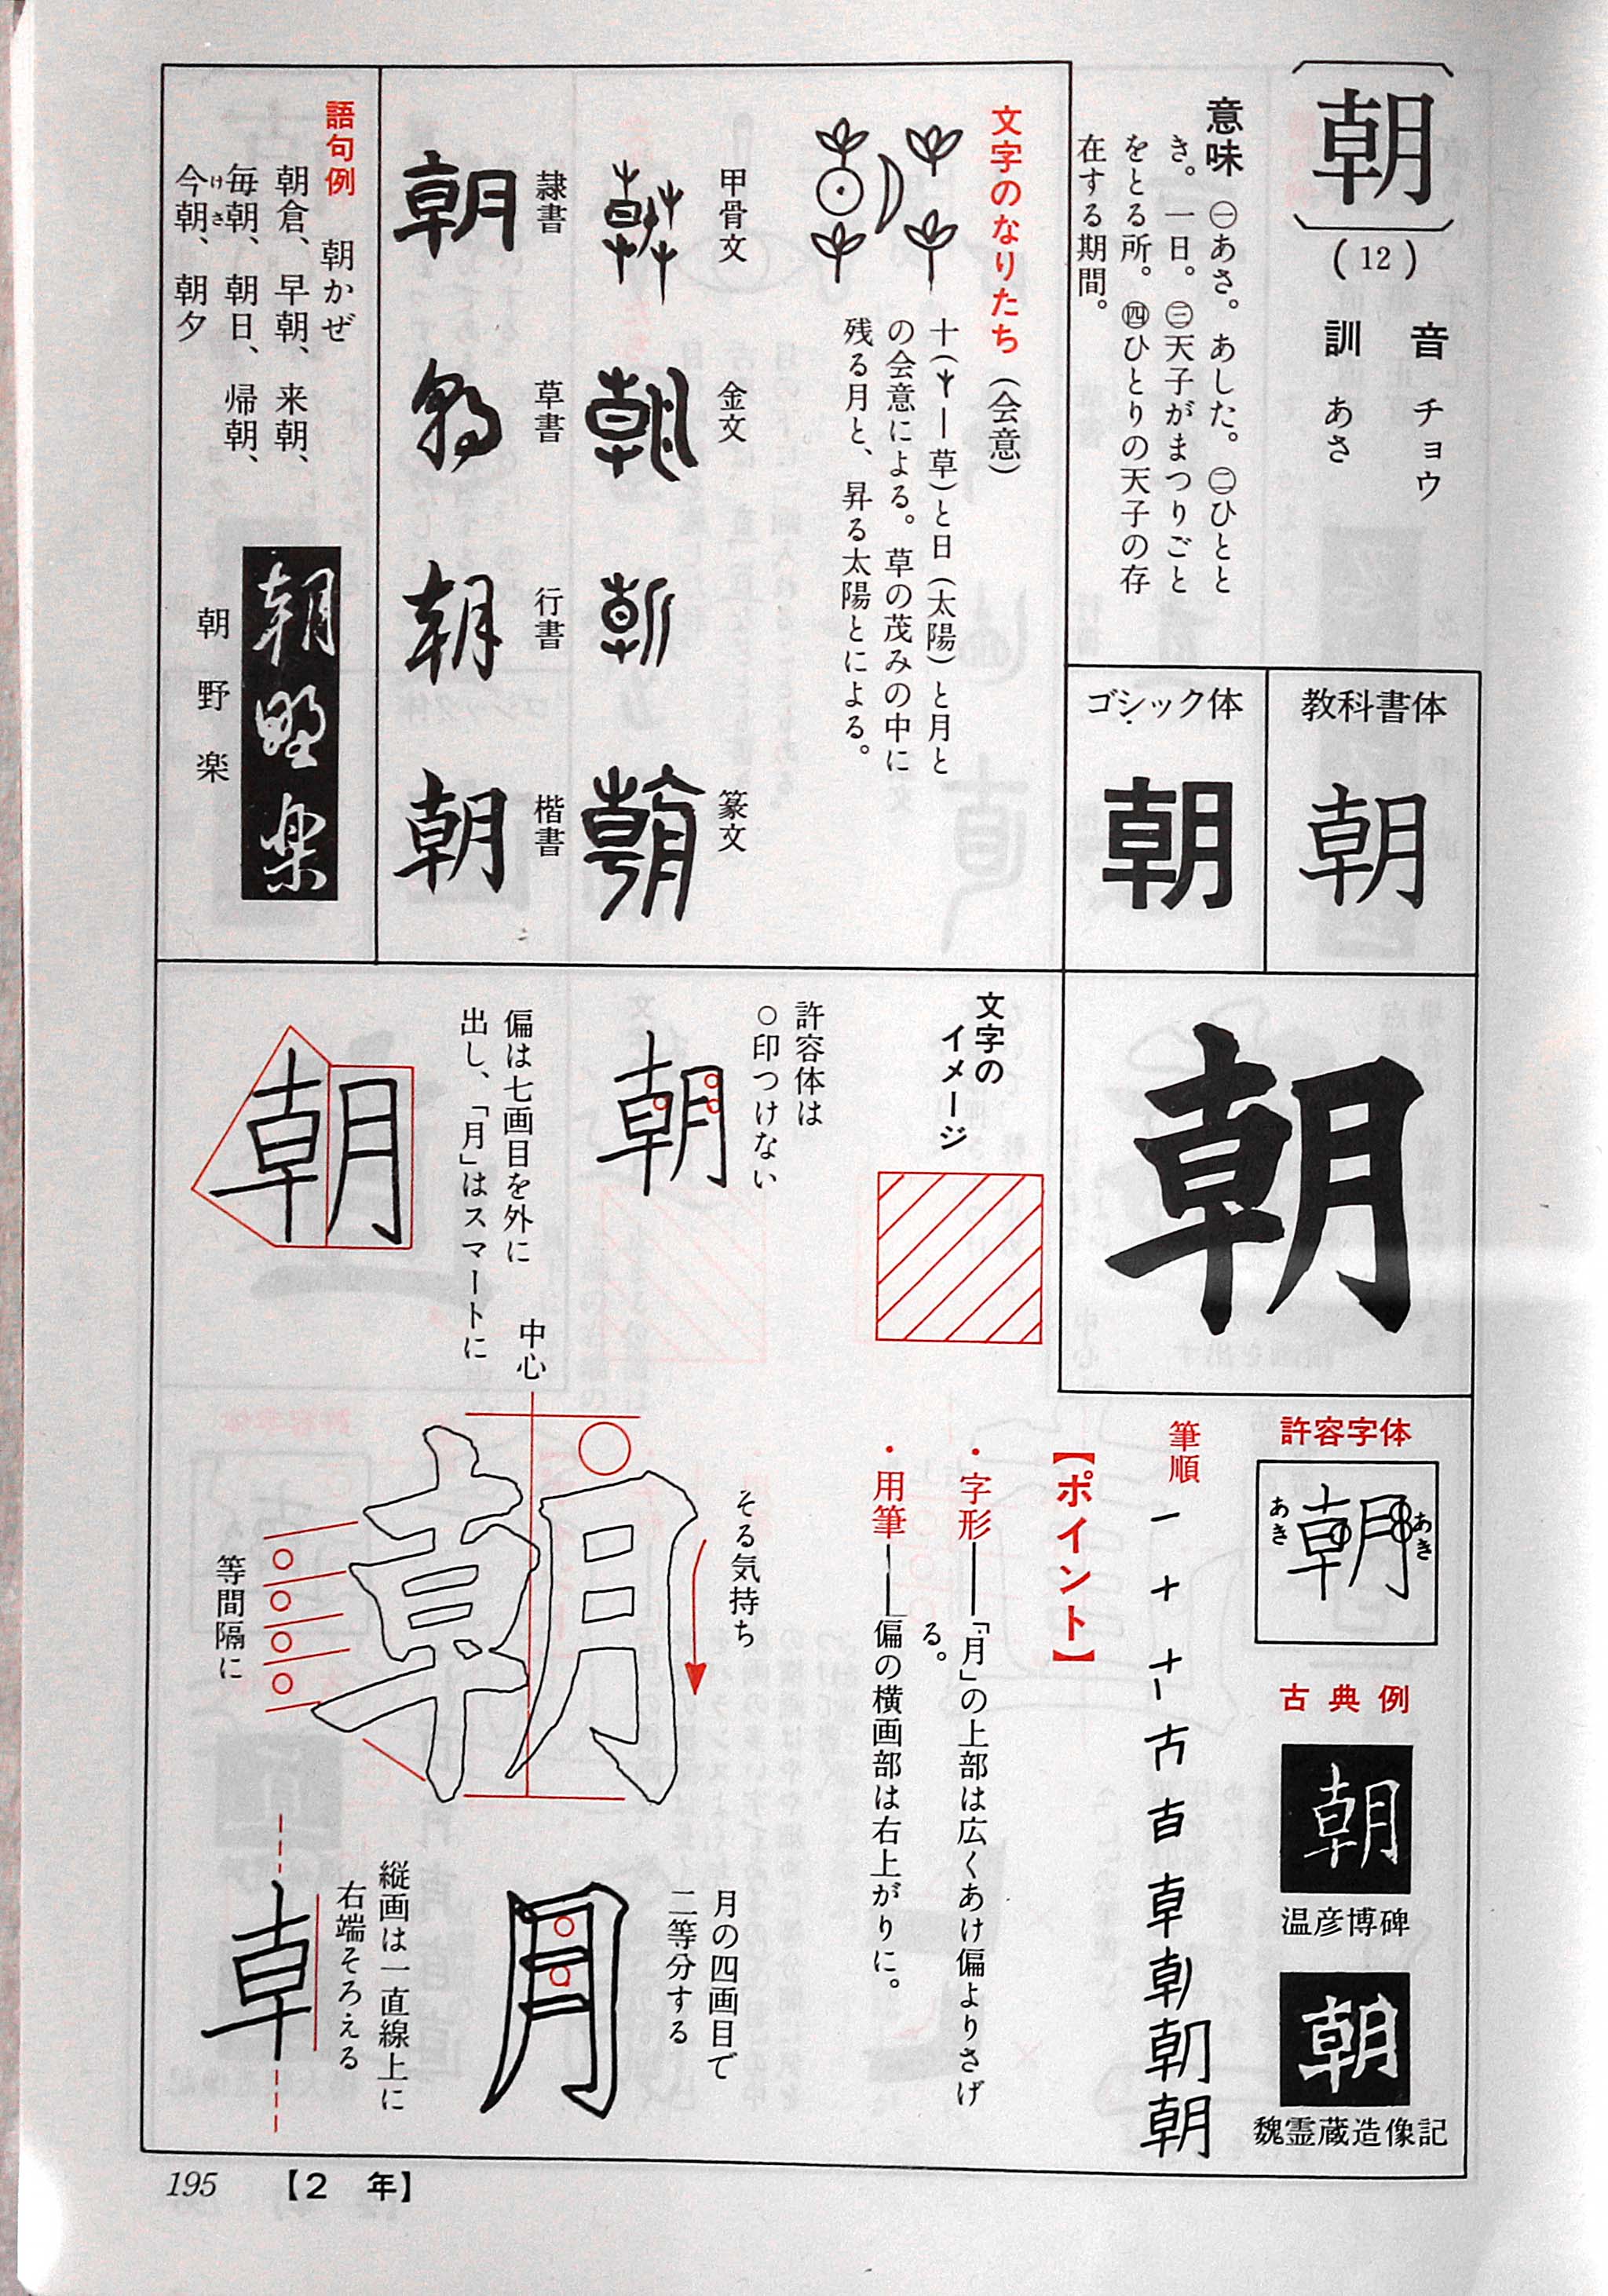 朝
(12)
音 チョウ
訓 あさ
意味 ㊀あさ。あした。㊁ひとと
き。一日。㊂天子がまつりごと
をとる所。㊃ひとりの天子の存
在する期間。
教科書体
朝
ゴシック体
朝
文字のなりたち（会意）
十（ー草）と日（太陽）と月と
の会意による。草の茂みの中に
残る月と、昇る太陽とによる。
甲骨文
金文
篆文
隷書
朝
草書
朝
行書
朝
楷書
朝
語句例 朝かぜ
朝倉、早朝、来朝、
毎朝、朝日、帰朝、
今朝、朝夕
けさ
朝野楽
朝野楽
朝
文字の
イメージ
許容体は
○印つけない
朝
偏は七画目を外に
出し、「月」はスマートに
朝
許容字体
朝
あき
あき
古典例
朝
温彦博碑
朝
魏霊蔵造像記
筆順
一 十 古 吉 卓 朝 朝
【ポイント】
・字形―「月」の上部は広くあけ偏よりさげ
る。
・用筆―偏の横画部は右上がりに。
中心
そる気持ち
朝
等間隔に
月の四画目で
二等分する
月
縦画は一直線上に
右端そろえる
195 【2 年】